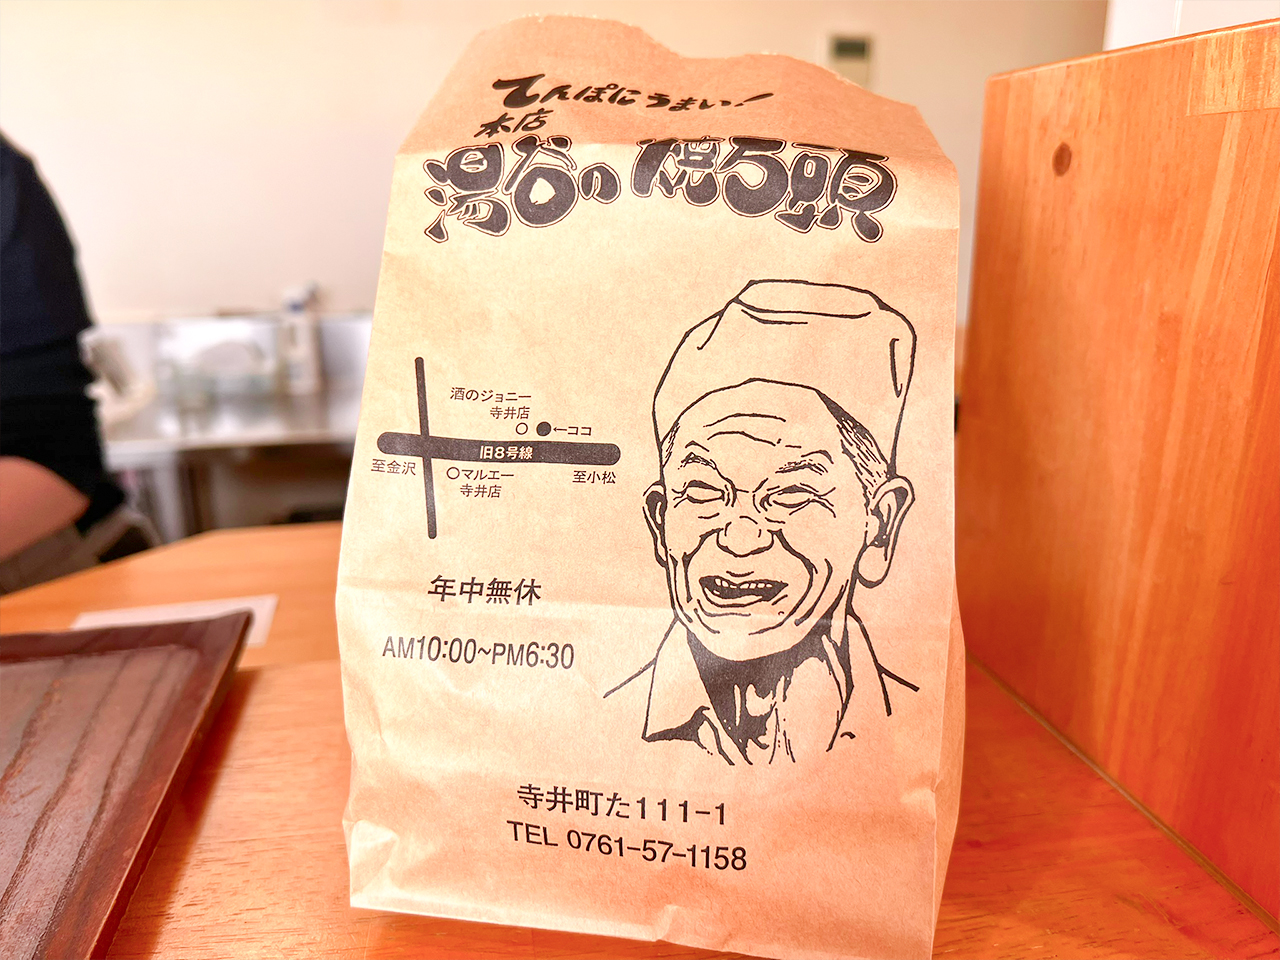 てんぽにうまい!
本店
湯谷の焼う頭
酒のジョニー
寺井店
←ココ
旧8号線
至金沢
マルエー
寺井店
至小松
年中無休
AM10:00~PM6:30
寺井町た111-1
TEL 0761-57-1158